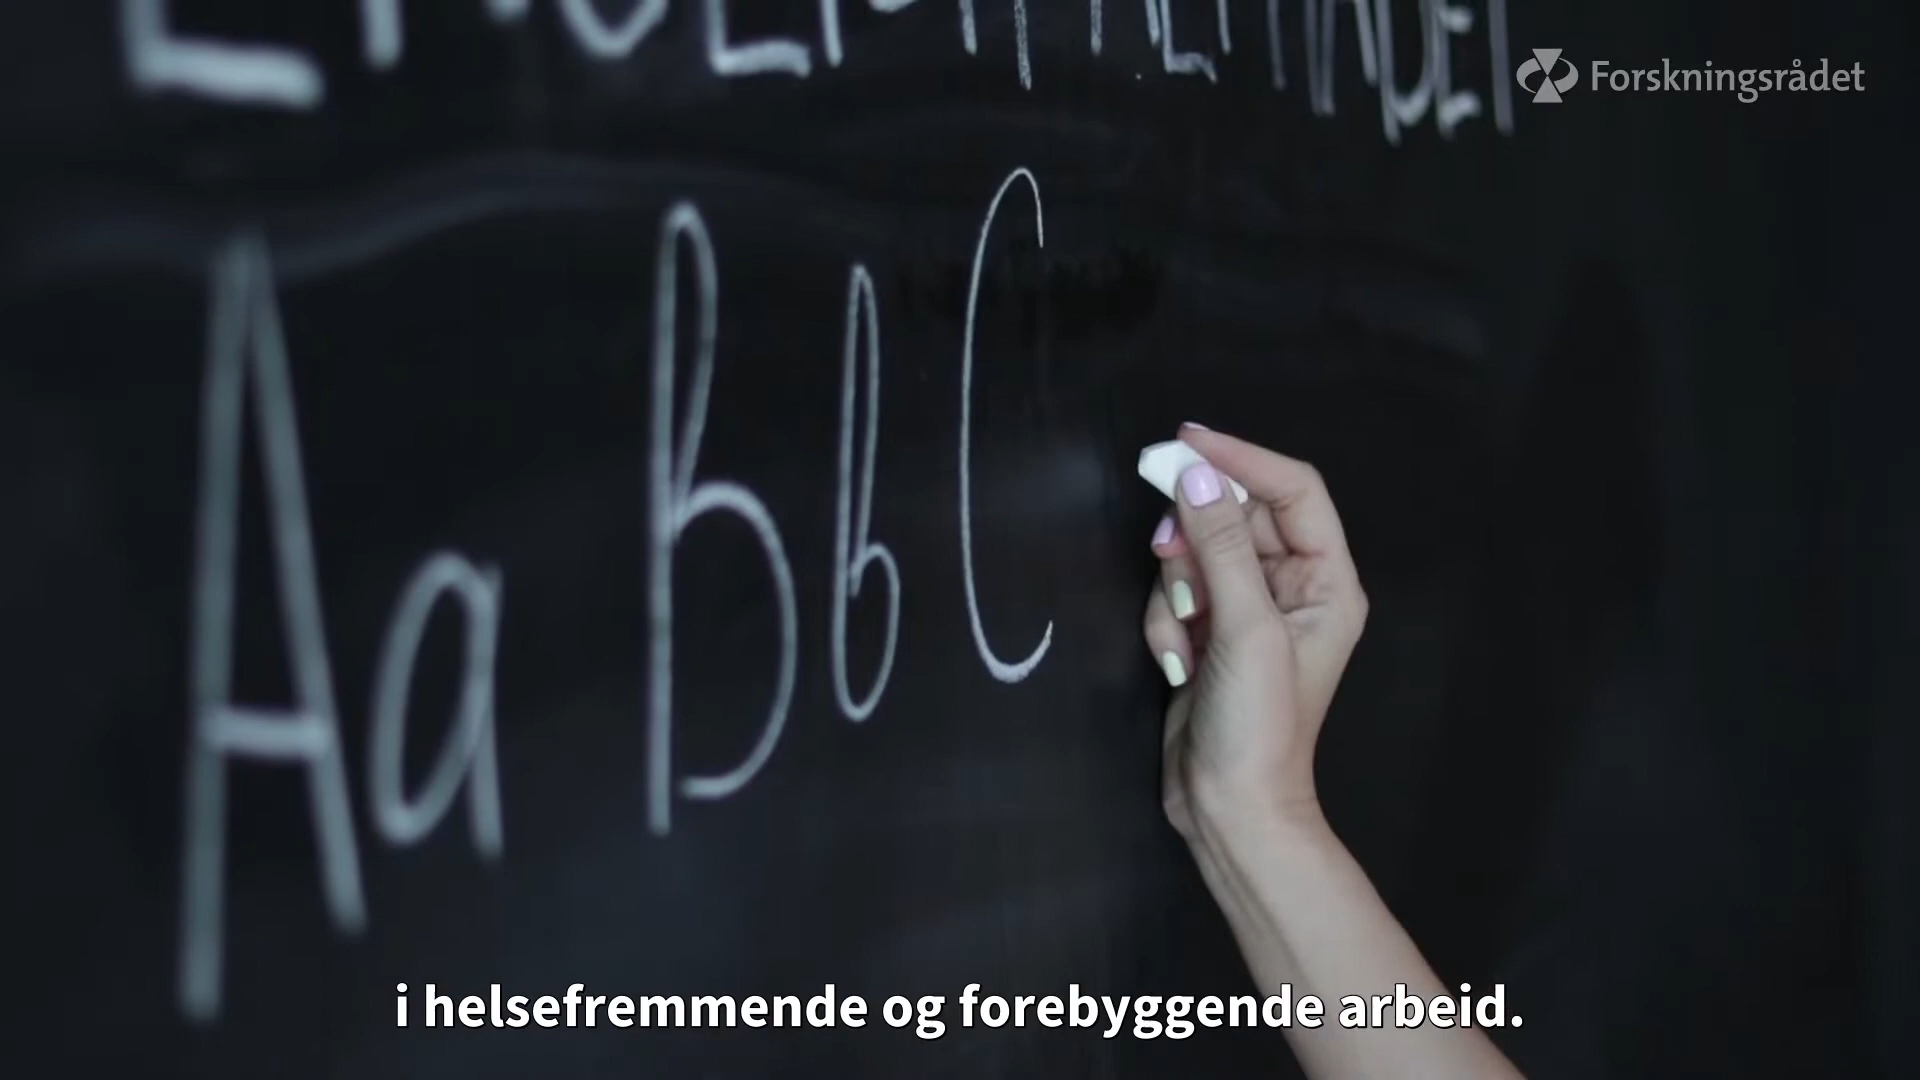 Forskningsrådet
Aa Bb C
i helsefremmende og forebyggende arbeid.